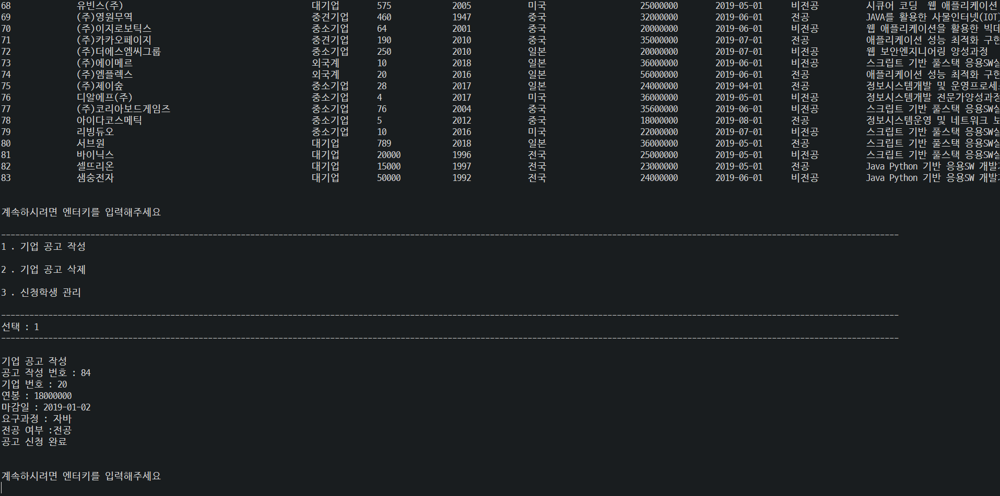 68 유빈스(주) 대기업 575 2005 미국 25000000 2019-05-01 비전공 시큐어 코딩  웹 애플리케이션
69 (주)영원무역 중견기업 460 1947 중국 32000000 2019-06-01 전공 JAVA를 활용한 사물인터넷(IOT)
70 (주)이지로보틱스 중소기업 64 2001 중국 20000000 2019-06-01 비전공 웹 애플리케이션을 활용한 빅데
71 (주)카카오페이지 중견기업 190 2010 중국 35000000 2019-07-01 전공 애플리케이션 성능 최적화 구현
72 (주)더에스엠씨그룹 중소기업 250 2010 일본 20000000 2019-07-01 비전공 웹 보안엔지니어링 양성과정
73 (주)에이메르 외국계 10 2018 일본 36000000 2019-06-01 비전공 스크립트 기반 풀스택 응용SW실
74 (주)엠플렉스 외국계 20 2016 일본 56000000 2019-06-01 전공 애플리케이션 성능 최적화 구현
75 (주)제이숲 중소기업 28 2017 일본 24000000 2019-04-01 전공 정보시스템개발 및 운영프로세스
76 디알에프(주) 중소기업 4 2017 미국 36000000 2019-05-01 비전공 정보시스템개발 전문가양성과정
77 (주)코리아보드게임즈 중소기업 76 2004 중국 35600000 2019-06-01 비전공 스크립트 기반 풀스택 응용SW실
78 아이다코스메틱 중소기업 5 2012 중국 18000000 2019-08-01 전공 정보시스템운영 및 네트워크 보
79 리빙듀오 중소기업 10 2016 미국 22000000 2019-07-01 비전공 스크립트 기반 풀스택 응용SW실
80 서브원 대기업 789 2018 일본 36000000 2019-05-01 전공 스크립트 기반 풀스택 응용SW실
81 바이닉스 대기업 20000 1996 전국 25000000 2019-05-01 비전공 스크립트 기반 풀스택 응용SW실
82 셀뜨리온 대기업 15000 1997 전국 23000000 2019-05-01 전공 Java Python 기반 응용SW 개발
83 샘숭전자 대기업 50000 1992 전국 24000000 2019-06-01 비전공 Java Python 기반 응용SW 개발
계속하시려면 엔터키를 입력해주세요
1 . 기업 공고 작성
2 . 기업 공고 삭제
3 . 신청학생 관리
선택 : 1
기업 공고 작성
공고 작성 번호 : 84
기업 번호 : 20
연봉 : 18000000
마감일 : 2019-01-02
요구과정 : 자바
전공 여부 :전공
공고 신청 완료
계속하시려면 엔터키를 입력해주세요